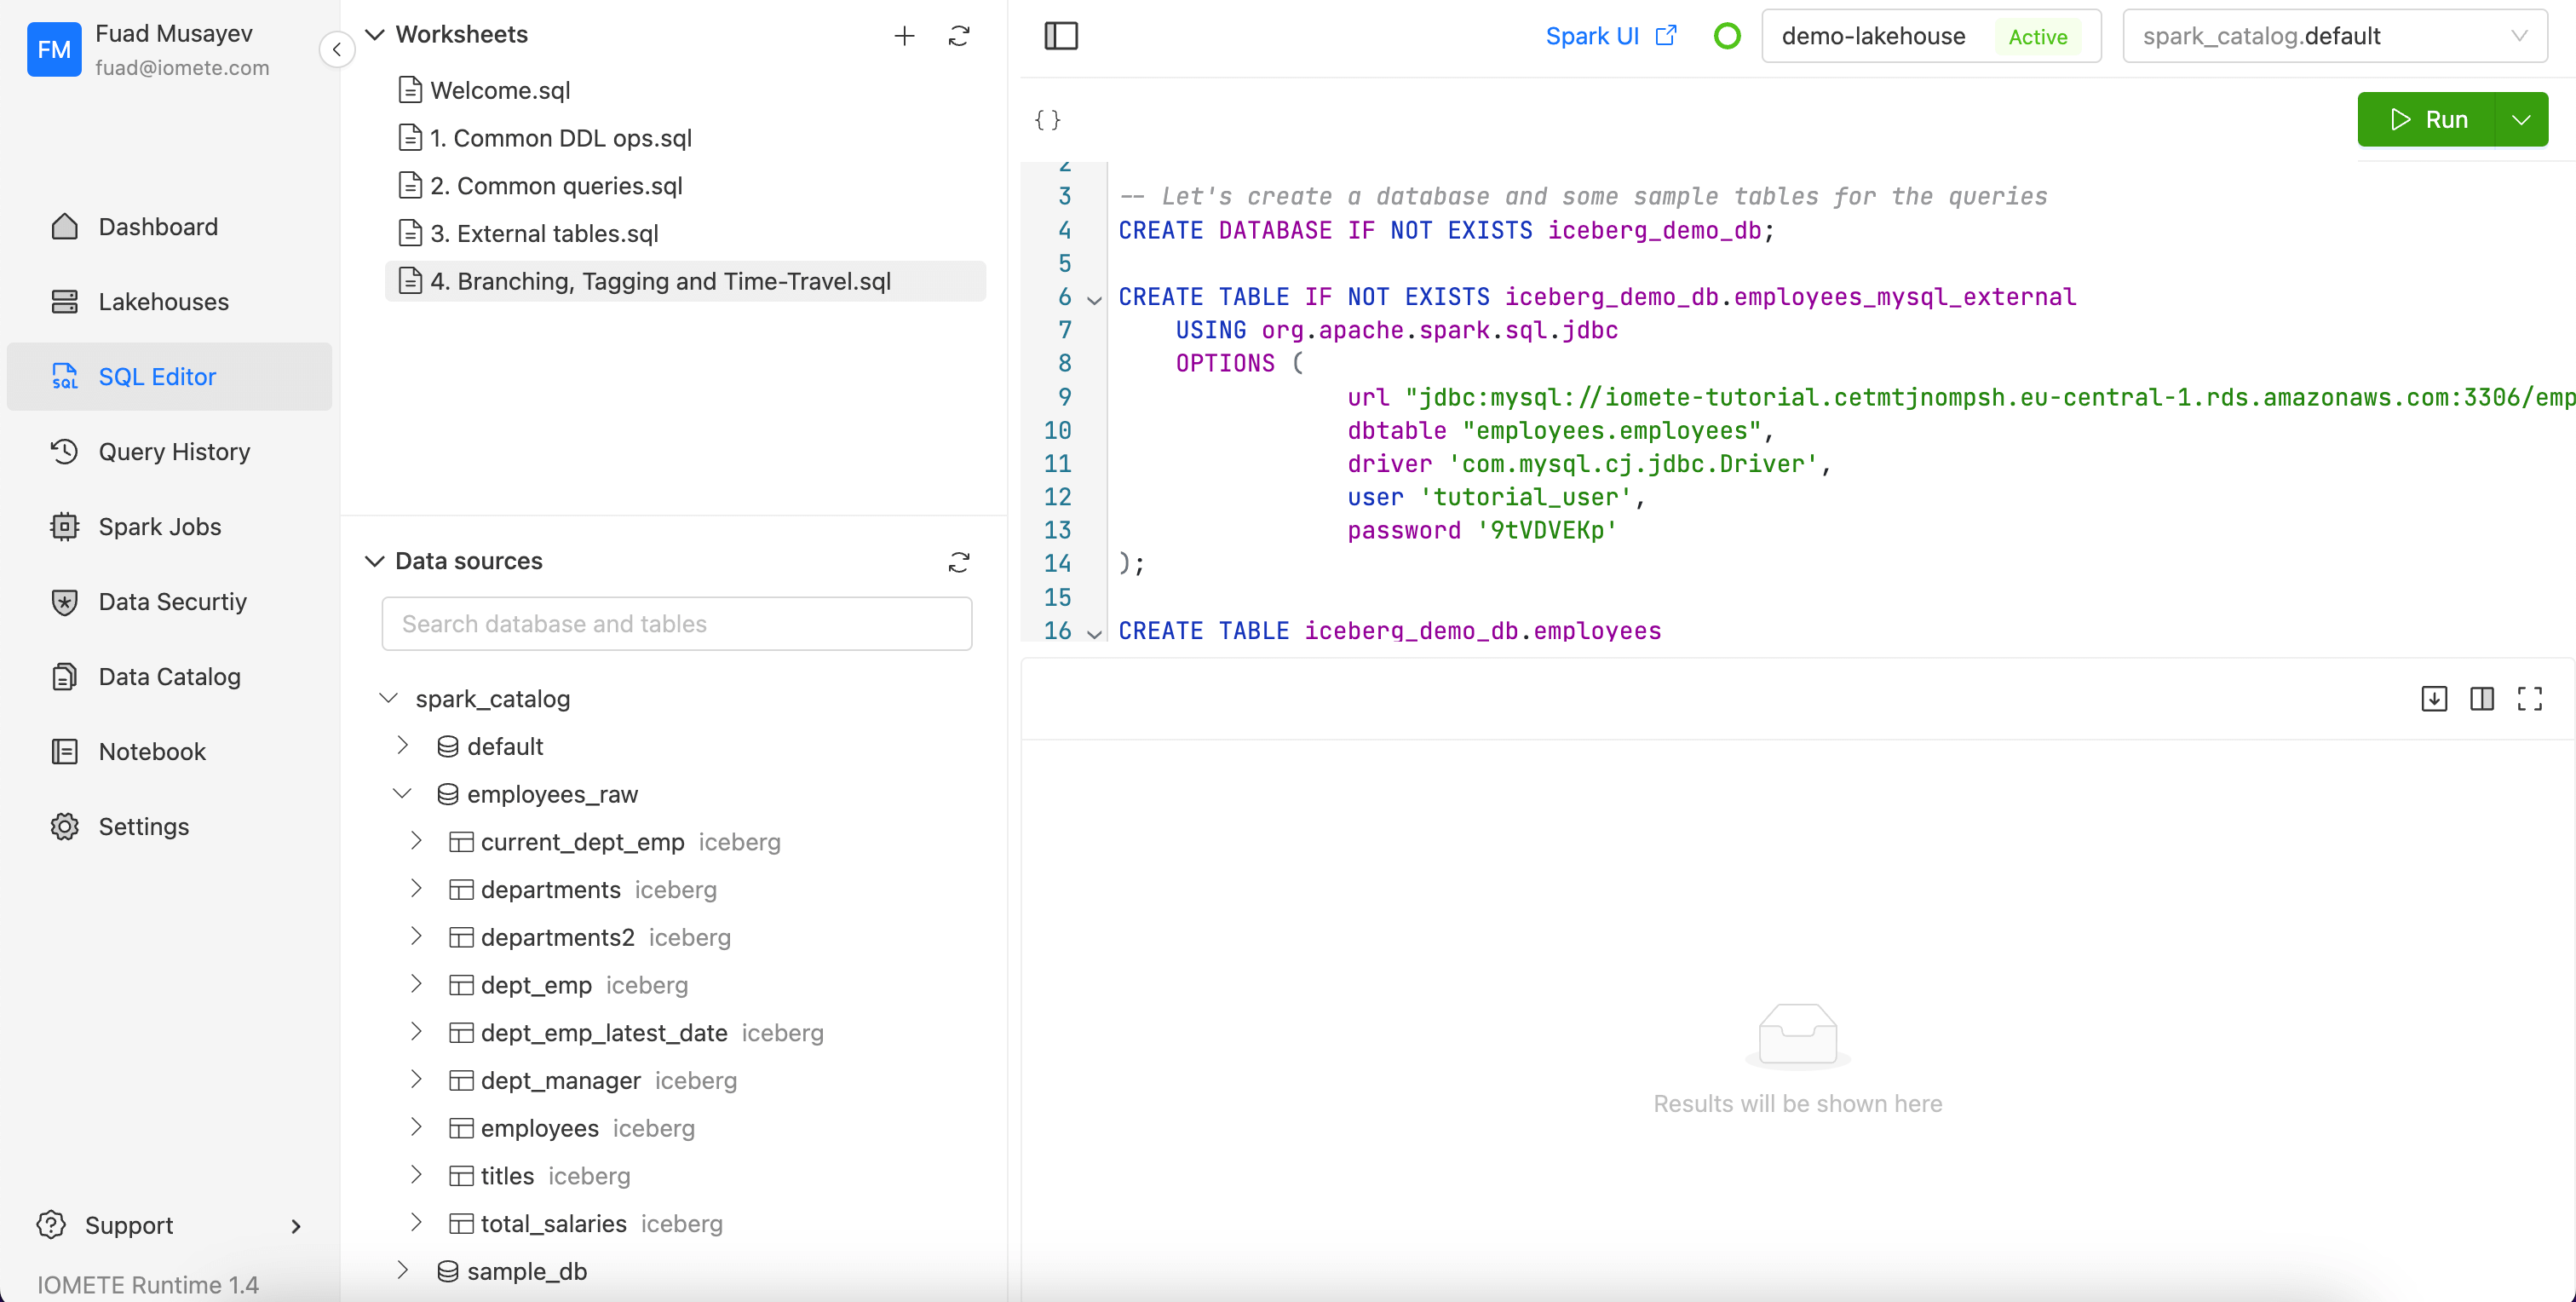 FM
Fuad Musayev
fuad@iomete.com
Dashboard
Lakehouses
SQL Editor
Query History
Spark Jobs
Data Securtiy
Data Catalog
Notebook
Settings
Support
IOMETE Runtime 1.4
Worksheets
Welcome.sql
1. Common DDL ops.sql
2. Common queries.sql
3. External tables.sql
4. Branching, Tagging and Time-Travel.sql
Data sources
Search database and tables
spark_catalog
default
employees_raw
current_dept_emp iceberg
departments iceberg
departments2 iceberg
dept_emp iceberg
dept_emp_latest_date iceberg
dept_manager iceberg
employees iceberg
titles iceberg
total_salaries iceberg
sample_db
Spark UI
demo-lakehouse Active
spark_catalog.default
{ }
Run
2
3 -- Let's create a database and some sample tables for the queries
4 CREATE DATABASE IF NOT EXISTS iceberg_demo_db;
5
6 CREATE TABLE IF NOT EXISTS iceberg_demo_db.employees_mysql_external
7 USING org.apache.spark.sql.jdbc
8 OPTIONS (
9 url "jdbc:mysql://iomete-tutorial.cetmtjnompsh.eu-central-1.rds.amazonaws.com:3306/emp
10 dbtable "employees.employees",
11 driver 'com.mysql.cj.jdbc.Driver',
12 user 'tutorial_user',
13 password '9tVDVEKp'
14 );
15
16 CREATE TABLE iceberg_demo_db.employees
Results will be shown here